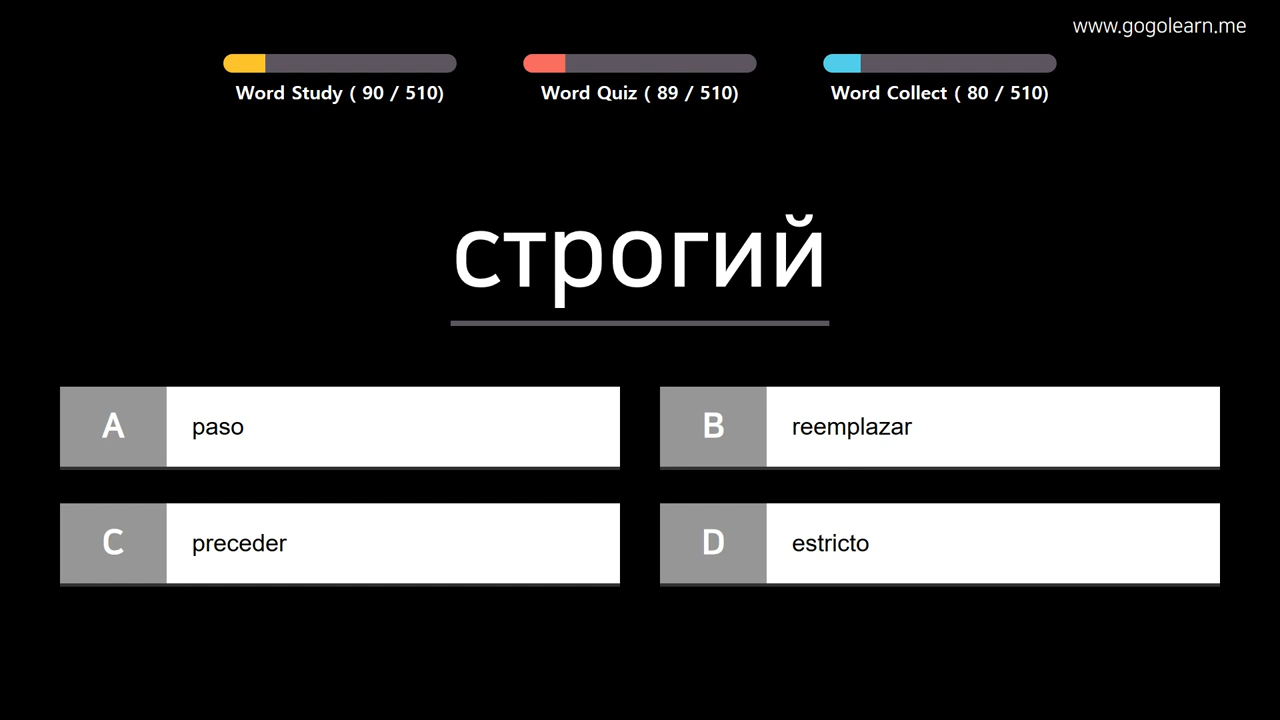 www.gogolearn.me
Word Study ( 90 / 510)
Word Quiz ( 89 / 510)
Word Collect ( 80 / 510)
строгий
A paso
B reemplazar
C preceder
D estricto